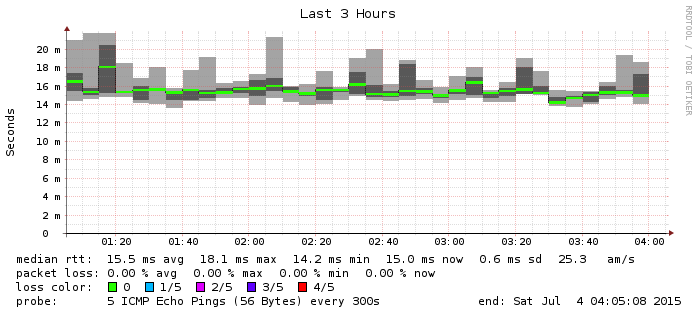 Last 3 Hours
RRDTOOL / TOBI OETIKER
Seconds
20 m
18 m
16 m
14 m
12 m
10 m
8 m
6 m
4 m
2 m
0
01:20 01:40 02:00 02:20 02:40 03:00 03:20 03:40 04:00
median rtt: 15.5 ms avg 18.1 ms max 14.2 ms min 15.0 ms now 0.6 ms sd 25.3 am/s
packet loss: 0.00 % avg 0.00 % max 0.00 % min 0.00 % now
loss color: 0 1/5 2/5 3/5 4/5
probe: 5 ICMP Echo Pings (56 Bytes) every 300s end: Sat Jul 4 04:05:08 2015